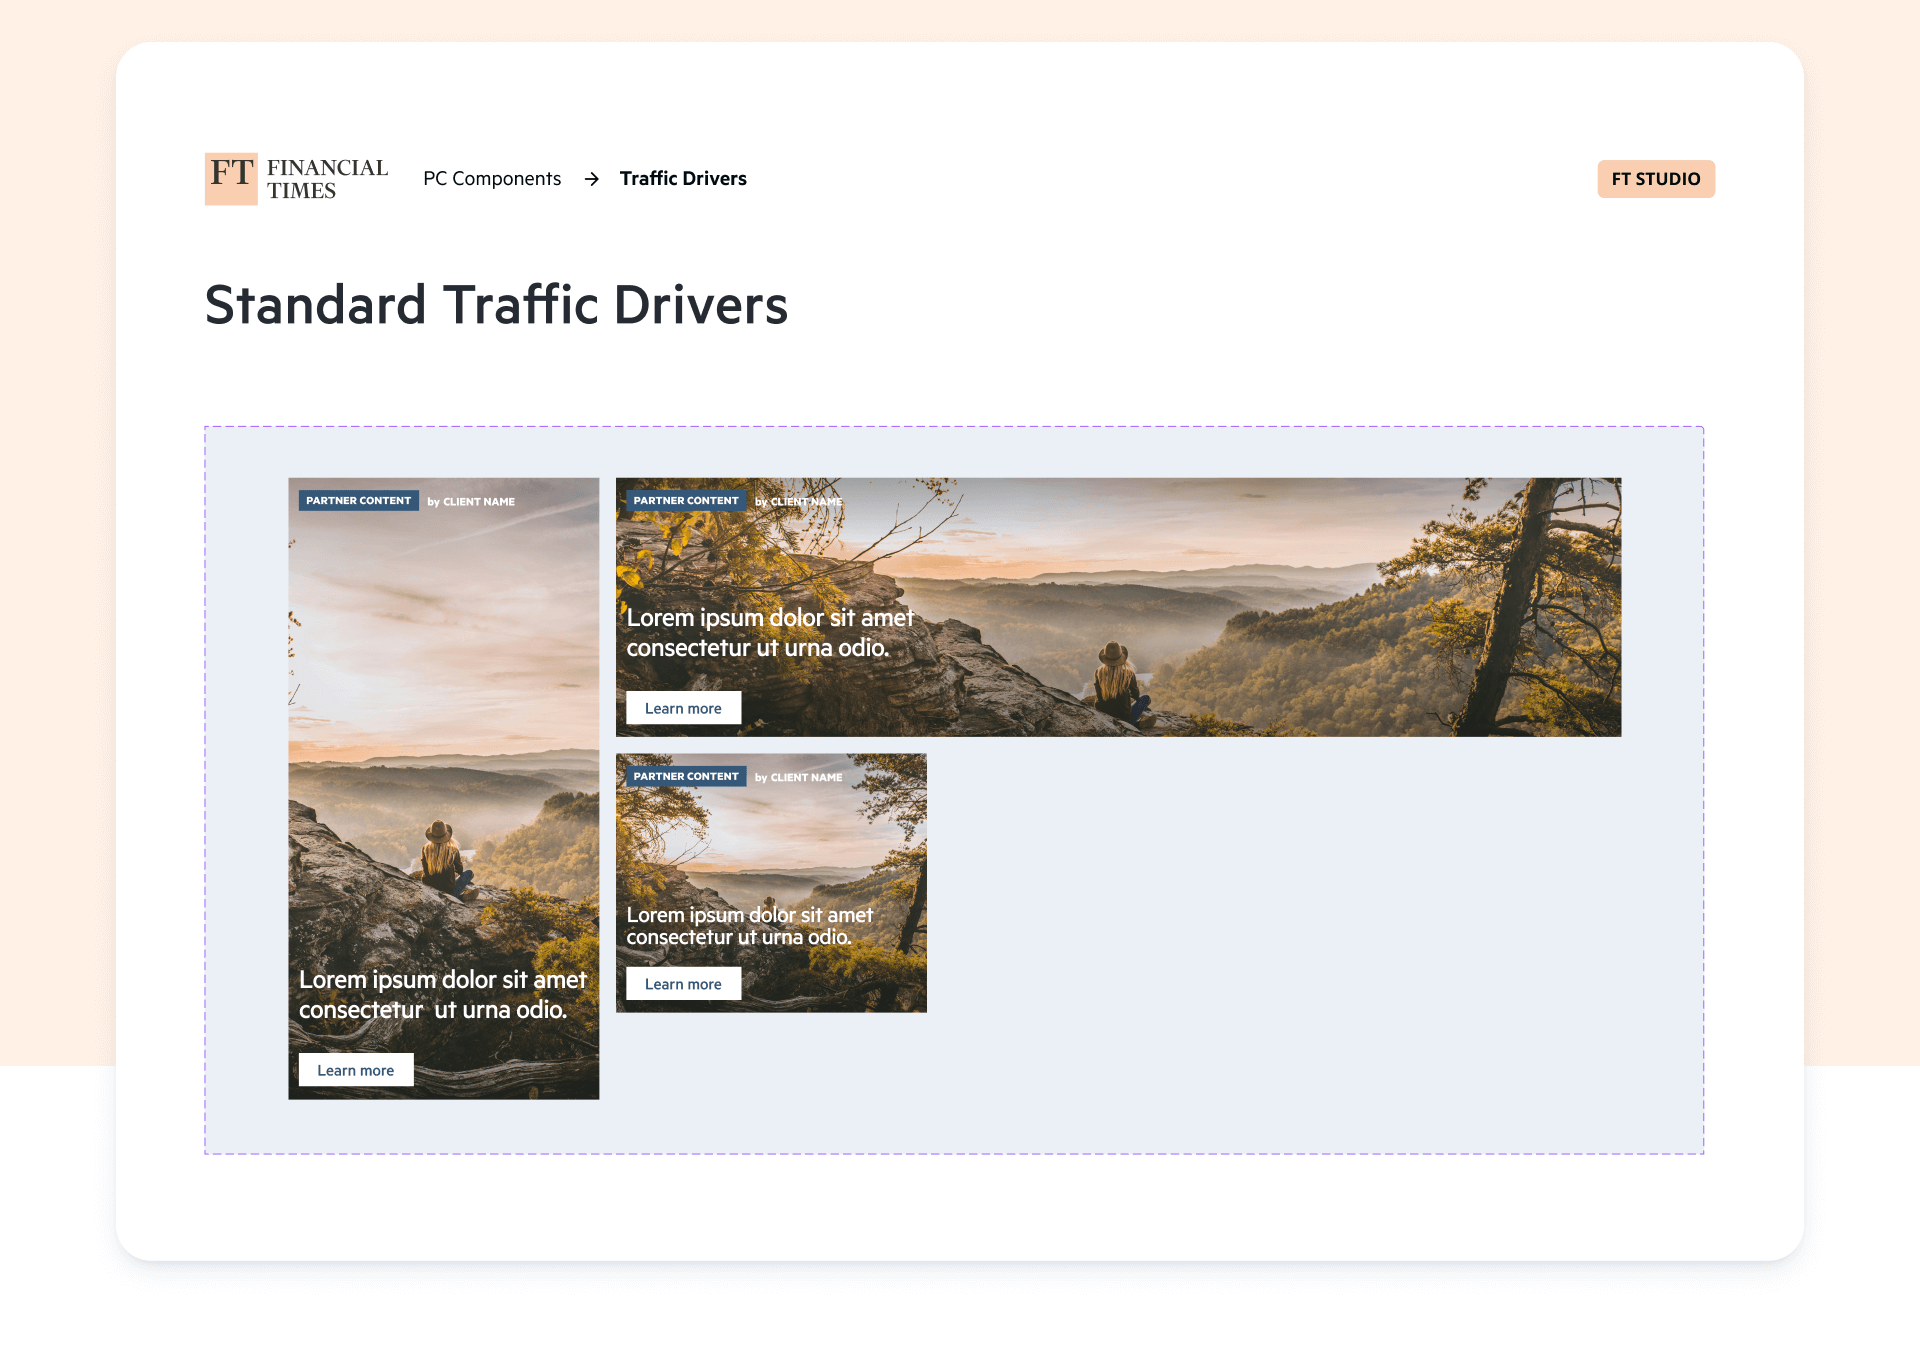 FT FINANCIAL
TIMES
PC Components → Traffic Drivers
FT STUDIO
Standard Traffic Drivers
PARTNER CONTENT by CLIENT NAME
Lorem ipsum dolor sit amet
consectetur ut urna odio.
Learn more
PARTNER CONTENT by CLIENT NAME
Lorem ipsum dolor sit amet
consectetur ut urna odio.
Learn more
PARTNER CONTENT by CLIENT NAME
Lorem ipsum dolor sit amet
consectetur ut urna odio.
Learn more